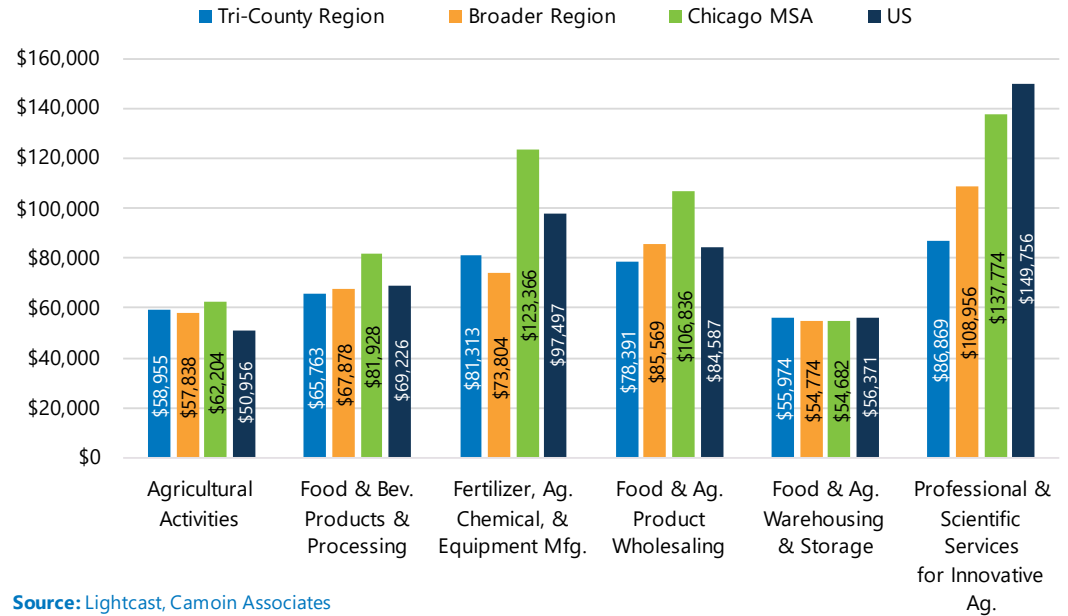 Tri-County Region Broader Region Chicago MSA US
$160,000
$140,000
$120,000
$100,000
$80,000
$60,000
$40,000
$20,000
$0
$58,955 $57,838 $62,204 $50,956
$65,763 $67,878 $81,928 $69,226
$81,313 $73,804 $123,366 $97,497
$78,391 $85,569 $106,836 $84,587
$55,974 $54,774 $54,682 $56,371
$86,869 $108,956 $137,774 $149,756
Agricultural
Activities
Food & Bev.
Products &
Processing
Fertilizer, Ag.
Chemical, &
Equipment Mfg.
Food & Ag.
Product
Wholesaling
Food & Ag.
Warehousing
& Storage
Professional &
Scientific
Services
for Innovative
Ag.
Source: Lightcast, Camoin Associates